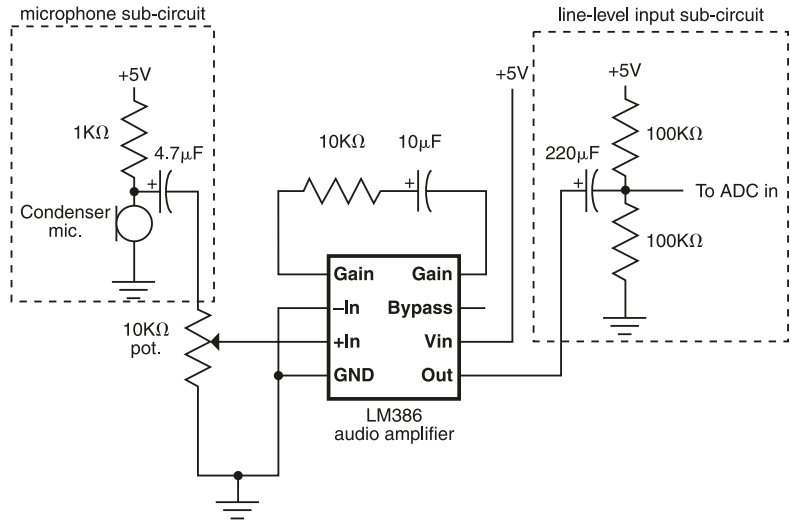 microphone sub-circuit
line-level input sub-circuit
+5V
+5V
+5V
1KΩ
4.7µF
+
10KΩ
10µF
+
220µF
+
100KΩ
To ADC in
100KΩ
Condenser
mic.
Gain
Gain
–In
Bypass
10KΩ
pot.
+In
Vin
GND
Out
LM386
audio amplifier